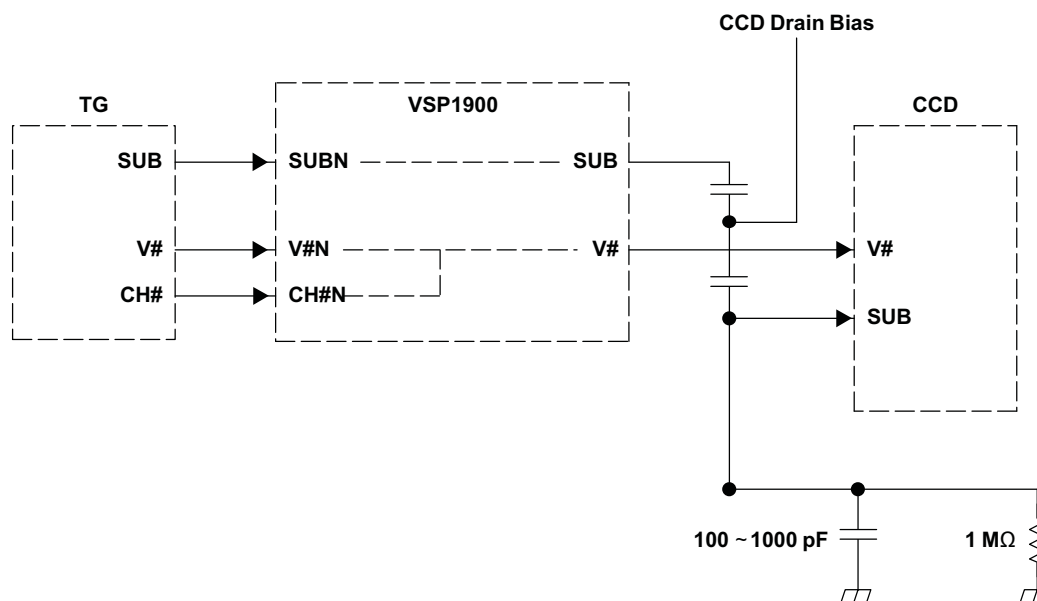 CCD Drain Bias
TG
VSP1900
CCD
SUB
SUBN
SUB
V#
V#N
V#
V#
CH#
CH#N
SUB
100 ~ 1000 pF
1 MΩ